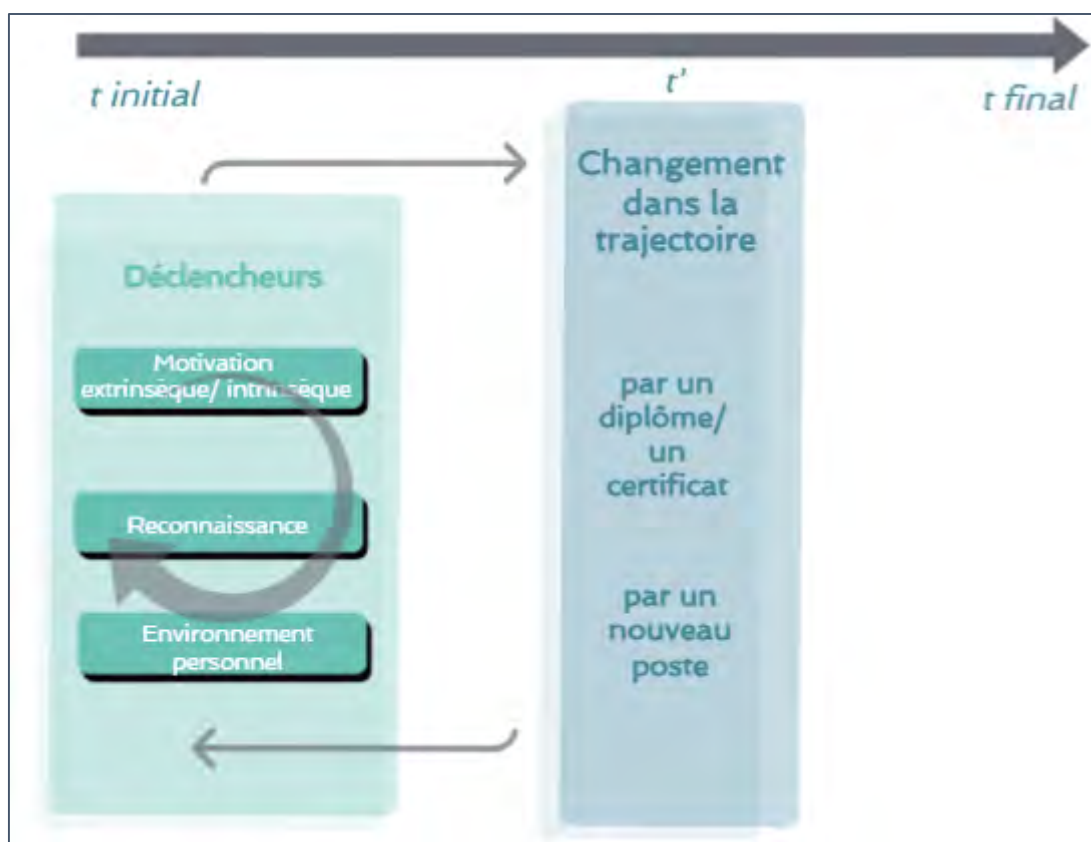 t initial
t'
t final
Changement
dans la
trajectoire
Déclencheurs
Motivation
extrinsèque/ intrinsèque
Reconnaissance
Environnement
personnel
par un
diplôme/
un
certificat
par un
nouveau
poste